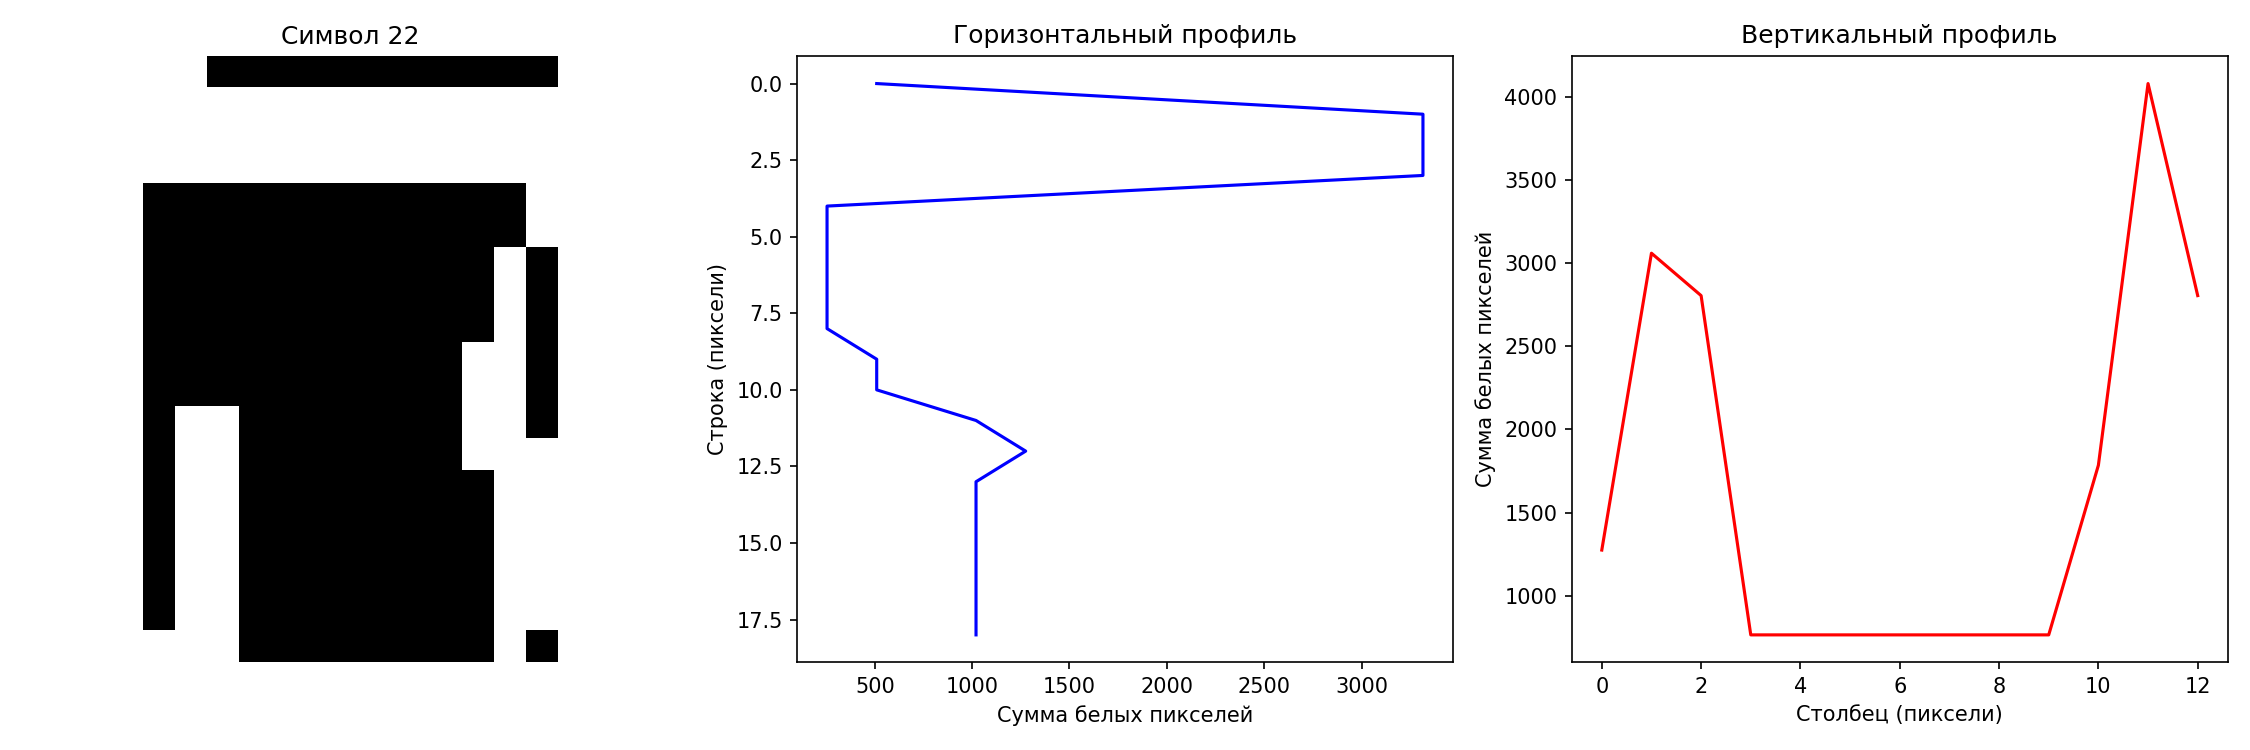 Символ 22
Горизонтальный профиль
0.0
2.5
5.0
7.5
10.0
12.5
15.0
17.5
Строка (пиксели)
500 1000 1500 2000 2500 3000
Сумма белых пикселей
Вертикальный профиль
4000
3500
3000
2500
2000
1500
1000
Сумма белых пикселей
0 2 4 6 8 10 12
Столбец (пиксели)